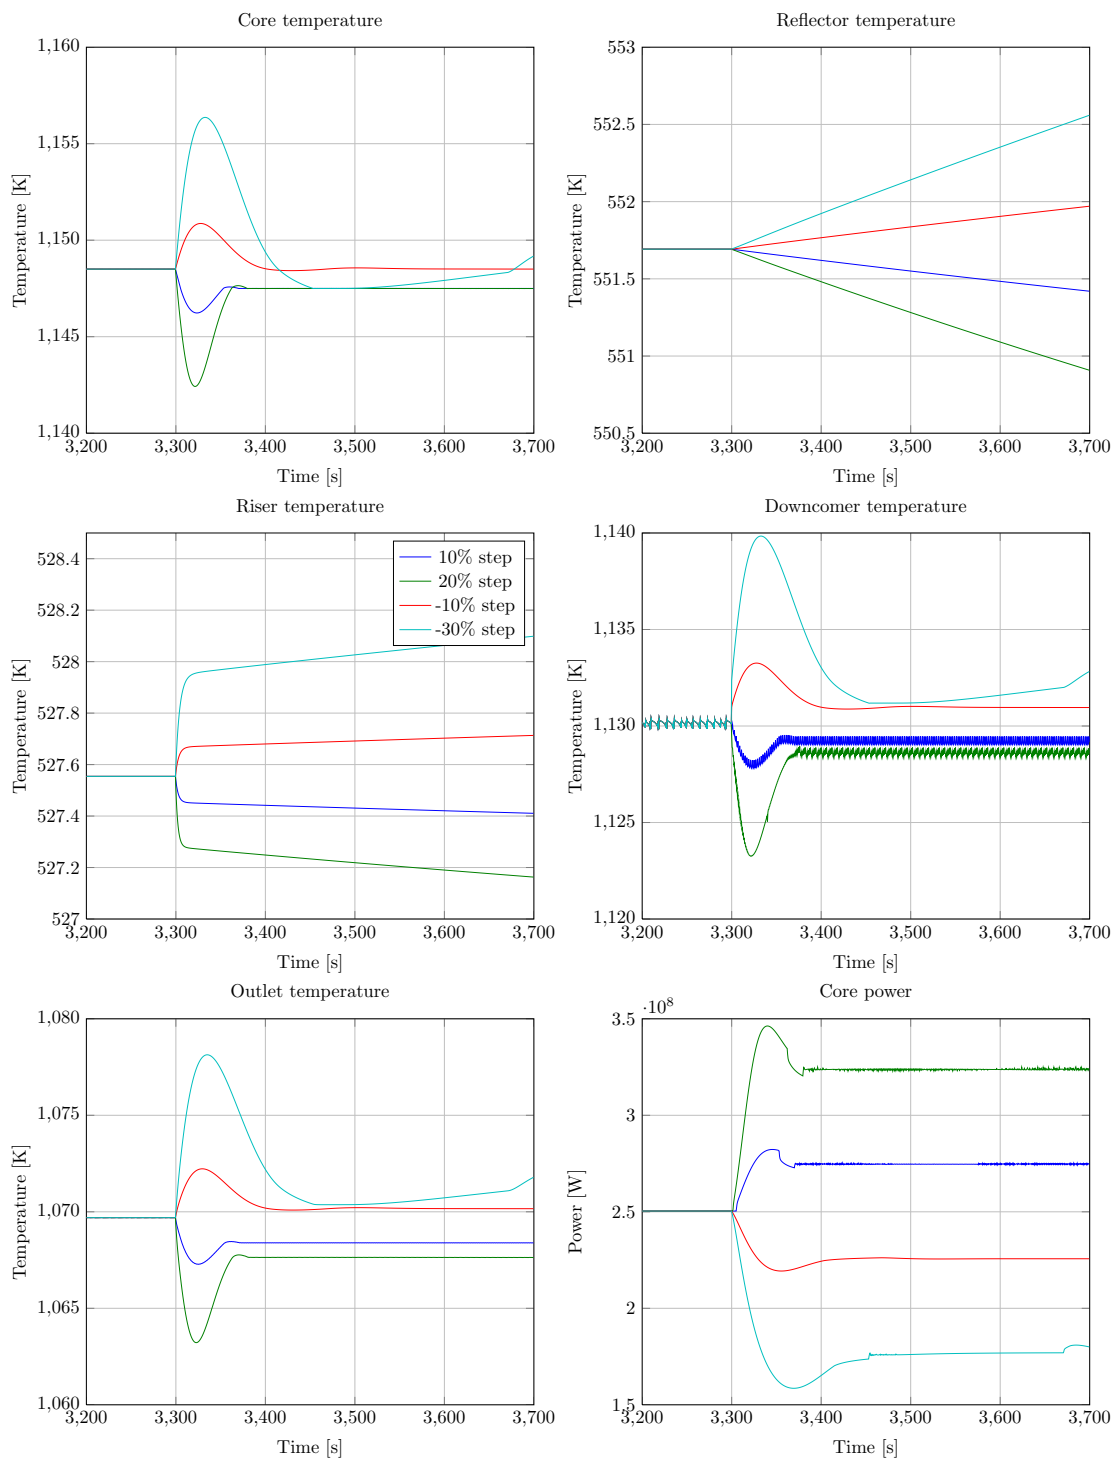 Core temperature
1,160
1,155
1,150
1,145
1,140
Temperature [K]
3,200 3,300 3,400 3,500 3,600 3,700
Time [s]
Reflector temperature
553
552.5
552
551.5
551
550.5
Temperature [K]
3,200 3,300 3,400 3,500 3,600 3,700
Time [s]
Riser temperature
528.4
528.2
528
527.8
527.6
527.4
527.2
527
Temperature [K]
10% step
20% step
-10% step
-30% step
3,200 3,300 3,400 3,500 3,600 3,700
Time [s]
Downcomer temperature
1,140
1,135
1,130
1,125
1,120
Temperature [K]
3,200 3,300 3,400 3,500 3,600 3,700
Time [s]
Outlet temperature
1,080
1,075
1,070
1,065
1,060
Temperature [K]
3,200 3,300 3,400 3,500 3,600 3,700
Time [s]
Core power
·10⁸
3.5
3
2.5
2
1.5
Power [W]
3,200 3,300 3,400 3,500 3,600 3,700
Time [s]